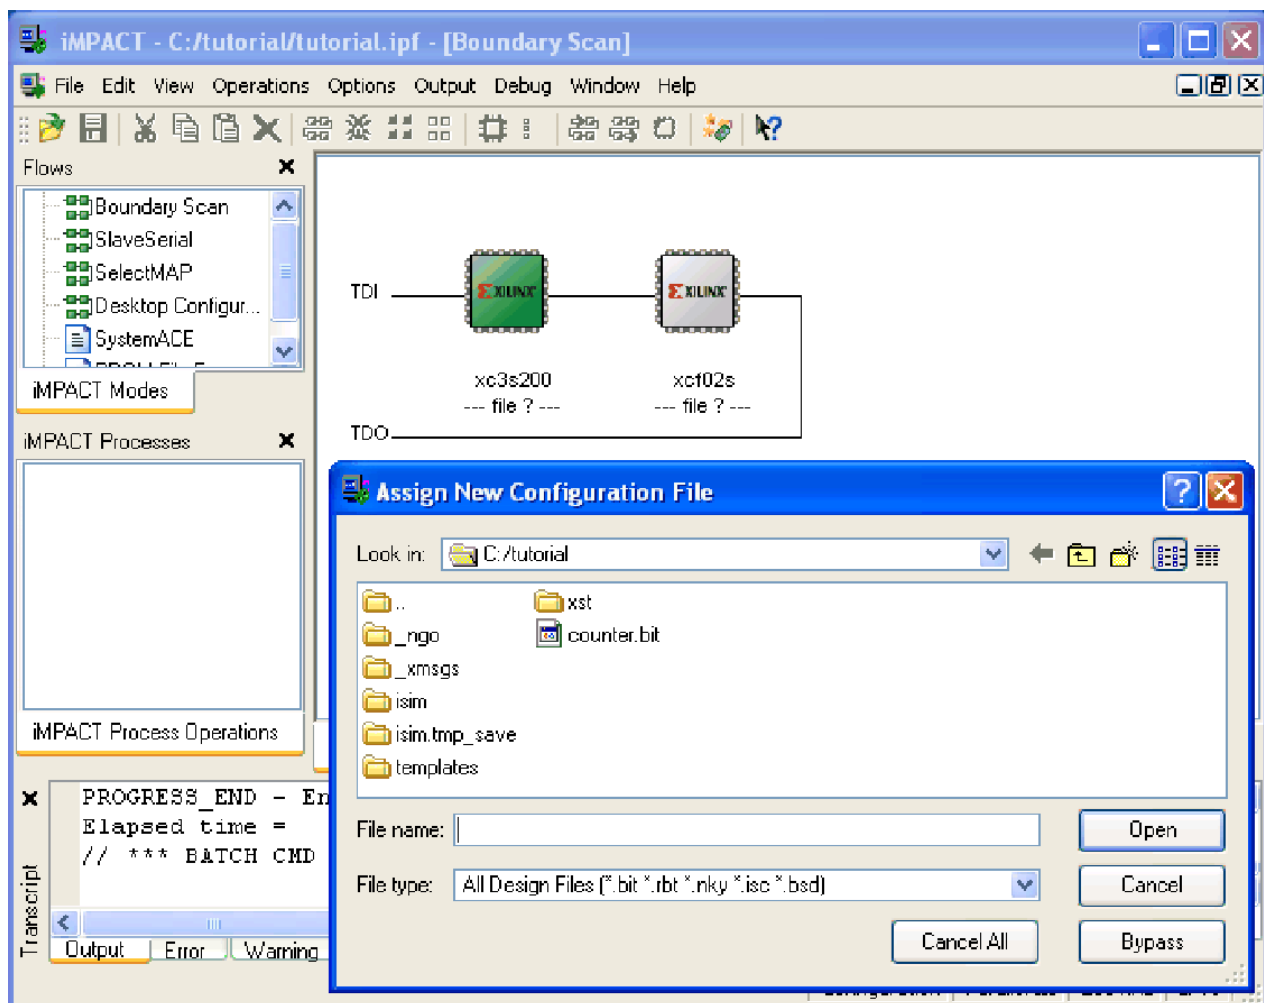 iMPACT - C:/tutorial/tutorial.ipf - [Boundary Scan]
File Edit View Operations Options Output Debug Window Help
Flows
Boundary Scan
SlaveSerial
SelectMAP
Desktop Configur...
SystemACE
iMPACT Modes
iMPACT Processes
iMPACT Process Operations
TDI
XILINX XILINX
xc3s200 xcf02s
--- file ? --- --- file ? ---
TDO
Assign New Configuration File
Look in: C:/tutorial
.. xst
_ngo counter.bit
_xmsgs
isim
isim.tmp_save
templates
File name: Open
File type: All Design Files (*.bit *.rbt *.nky *.isc *.bsd) Cancel
Cancel All Bypass
PROGRESS_END - En
Elapsed time =
// *** BATCH CMD
Transcript
Output Error Warning